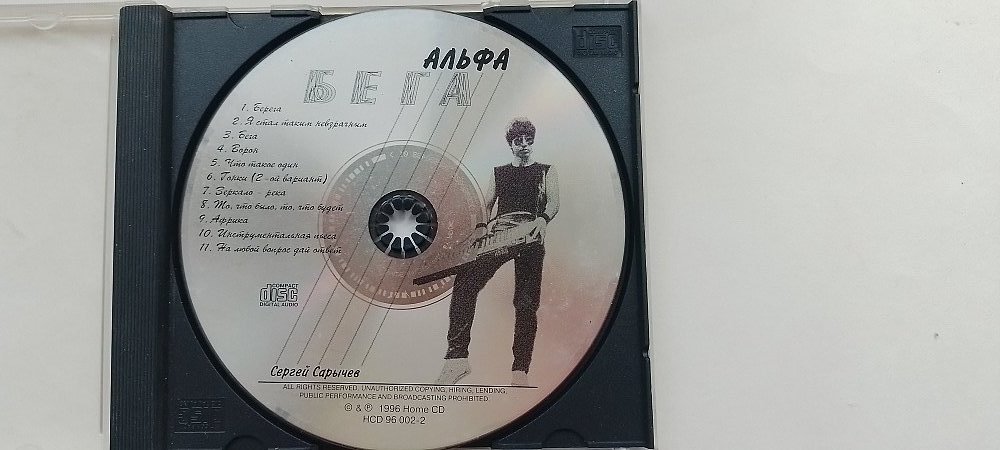 АЛЬФА
БЕГА
1. Берега
2. Я стал таким невзрачным
3. Бега
4. Ворон
5. Что такое один
6. Гонки (2-ой вариант)
7. Зеркало - река
8. То, что было, то, что будет
9. Африка
10. Инструментальная пьеса
11. На любой вопрос дай ответ
COMPACT
disc
DIGITAL AUDIO
Сергей Сарычев
ALL RIGHTS RESERVED. UNAUTHORIZED COPYING, HIRING, LENDING,
PUBLIC PERFORMANCE AND BROADCASTING PROHIBITED.
© & ℗ 1996 Home CD
HCD 96 002-2